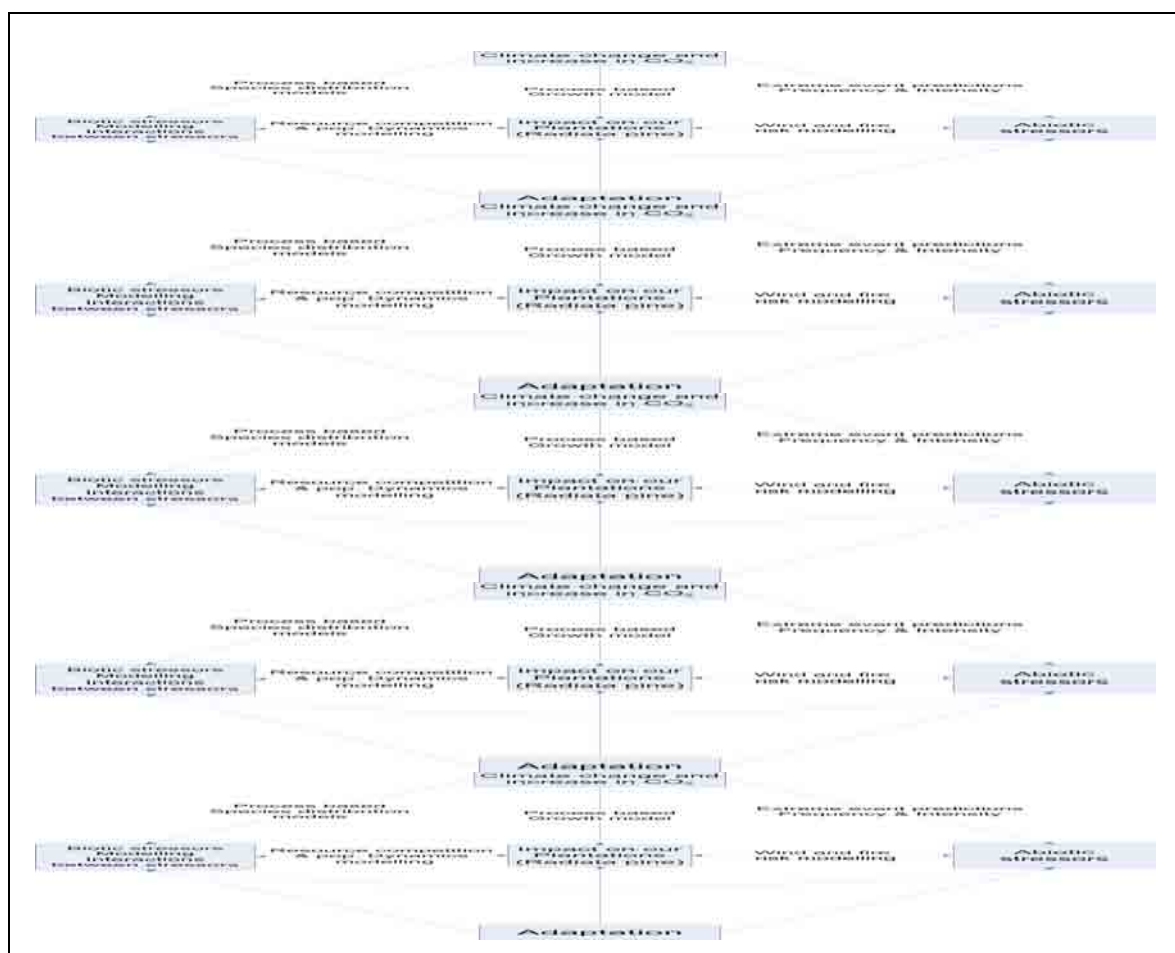 Climate change and
increase in CO₂
Process based
Species distribution
models
Process based
Growth model
Extreme event predictions
Frequency & Intensity
Biotic stressors
Modelling
interactions
between stressors
Resource competition
& pop. Dynamics
modelling
Impact on our
Plantations
(Radiata pine)
Wind and fire
risk modelling
Abiotic
stressors
Adaptation
Climate change and
increase in CO₂
Process based
Species distribution
models
Process based
Growth model
Extreme event predictions
Frequency & Intensity
Biotic stressors
Modelling
interactions
between stressors
Resource competition
& pop. Dynamics
modelling
Impact on our
Plantations
(Radiata pine)
Wind and fire
risk modelling
Abiotic
stressors
Adaptation
Climate change and
increase in CO₂
Process based
Species distribution
models
Process based
Growth model
Extreme event predictions
Frequency & Intensity
Biotic stressors
Modelling
interactions
between stressors
Resource competition
& pop. Dynamics
modelling
Impact on our
Plantations
(Radiata pine)
Wind and fire
risk modelling
Abiotic
stressors
Adaptation
Climate change and
increase in CO₂
Process based
Species distribution
models
Process based
Growth model
Extreme event predictions
Frequency & Intensity
Biotic stressors
Modelling
interactions
between stressors
Resource competition
& pop. Dynamics
modelling
Impact on our
Plantations
(Radiata pine)
Wind and fire
risk modelling
Abiotic
stressors
Adaptation
Climate change and
increase in CO₂
Process based
Species distribution
models
Process based
Growth model
Extreme event predictions
Frequency & Intensity
Biotic stressors
Modelling
interactions
between stressors
Resource competition
& pop. Dynamics
modelling
Impact on our
Plantations
(Radiata pine)
Wind and fire
risk modelling
Abiotic
stressors
Adaptation